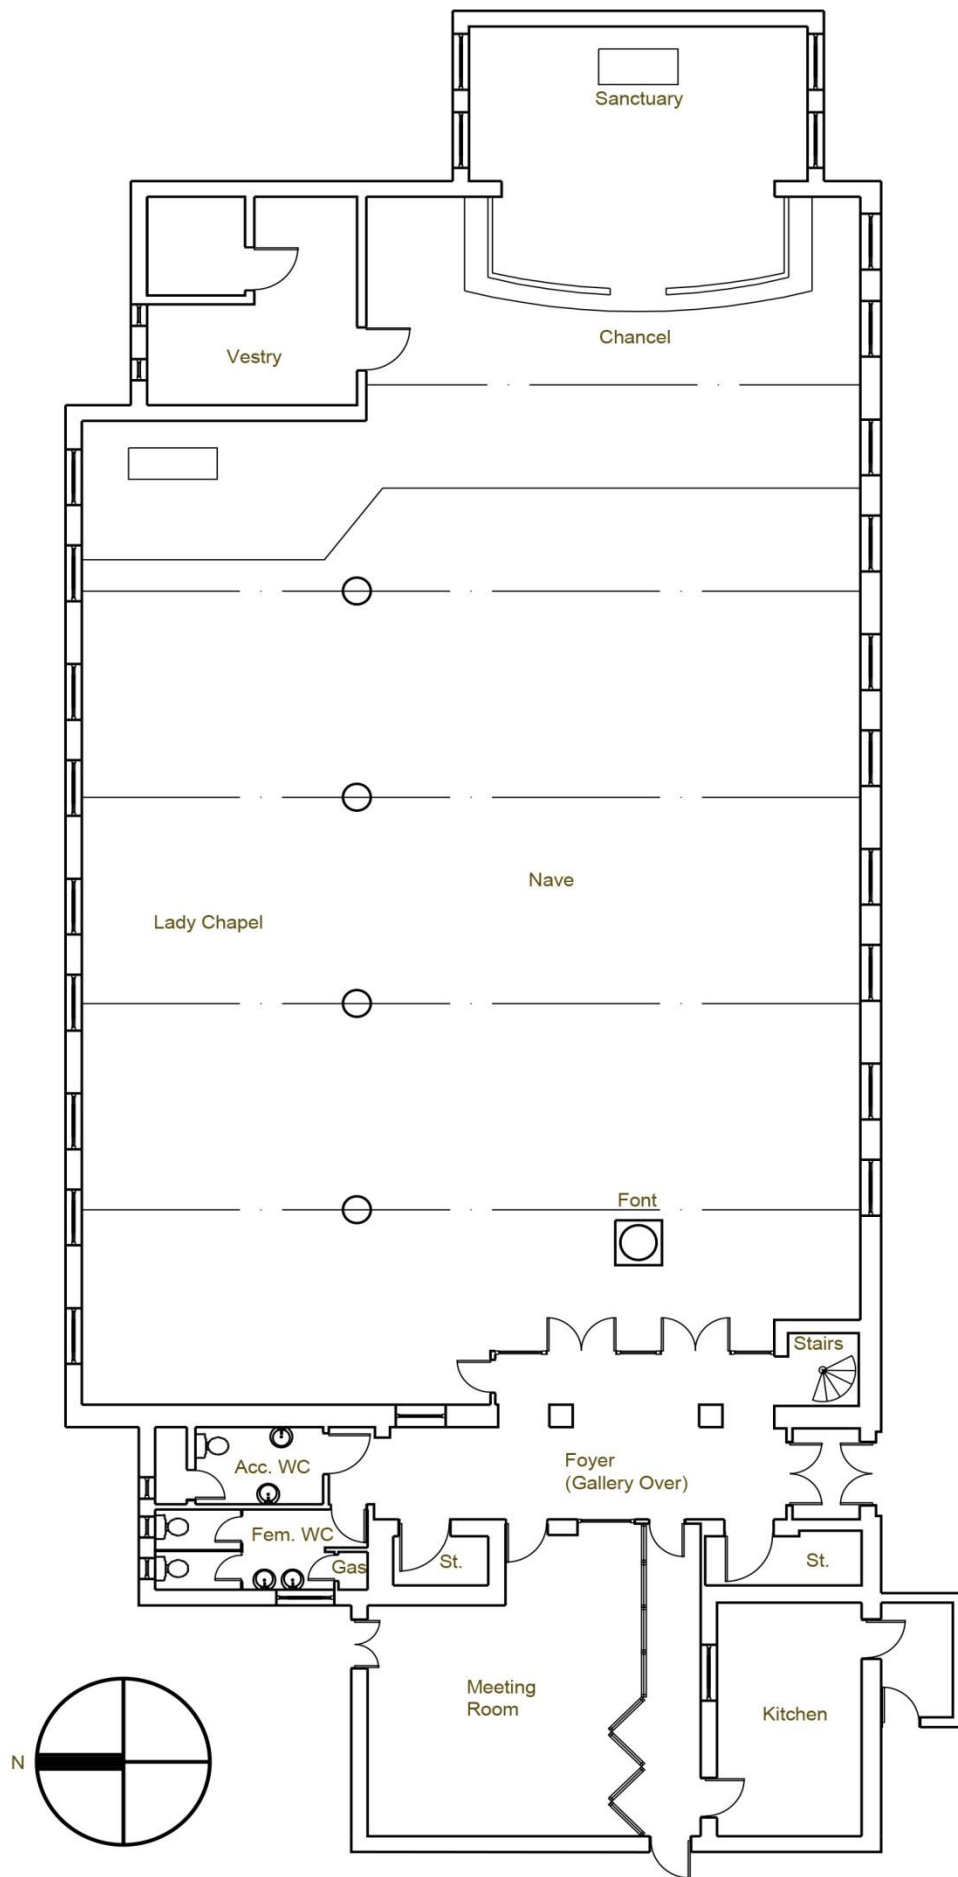 Sanctuary
Chancel
Vestry
Nave
Lady Chapel
Font
Stairs
Acc. WC
Foyer
(Gallery Over)
Fem. WC
Gas
St.
St.
Meeting
Room
Kitchen
N